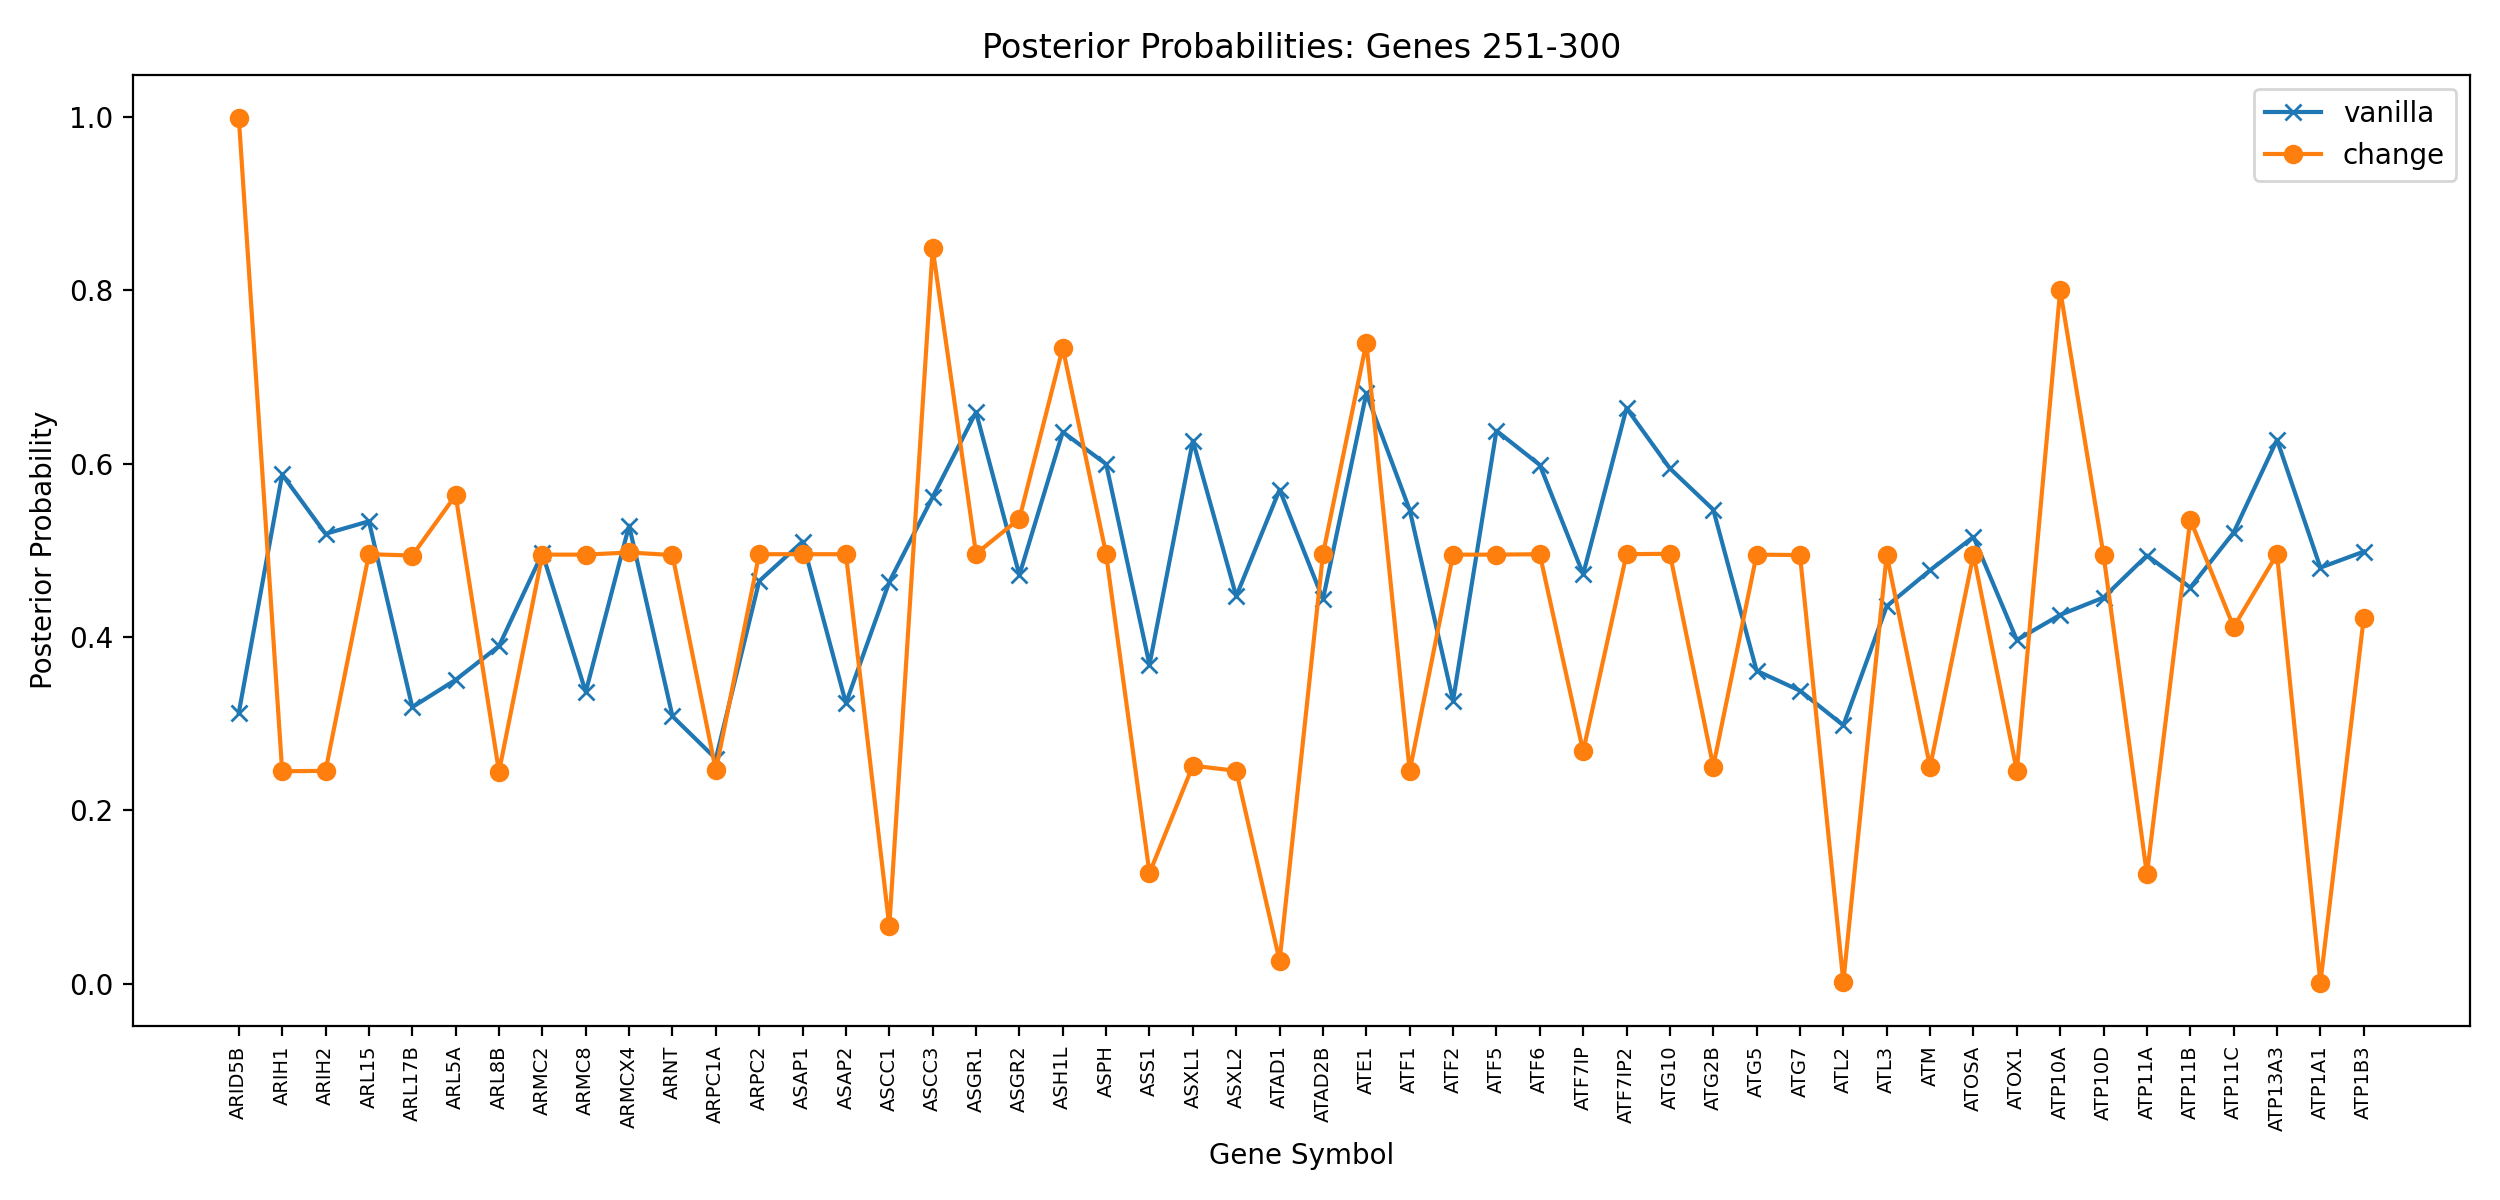 Posterior Probabilities: Genes 251-300
vanilla
change
Posterior Probability
1.0
0.8
0.6
0.4
0.2
0.0
ARID5B
ARIH1
ARIH2
ARL15
ARL17B
ARL5A
ARL8B
ARMC2
ARMC8
ARMCX4
ARNT
ARPC1A
ARPC2
ASAP1
ASAP2
ASCC1
ASCC3
ASGR1
ASGR2
ASH1L
ASPH
ASS1
ASXL1
ASXL2
ATAD1
ATAD2B
ATE1
ATF1
ATF2
ATF5
ATF6
ATF7IP
ATF7IP2
ATG10
ATG2B
ATG5
ATG7
ATL2
ATL3
ATM
ATOSA
ATOX1
ATP10A
ATP10D
ATP11A
ATP11B
ATP11C
ATP13A3
ATP1A1
ATP1B3
Gene Symbol